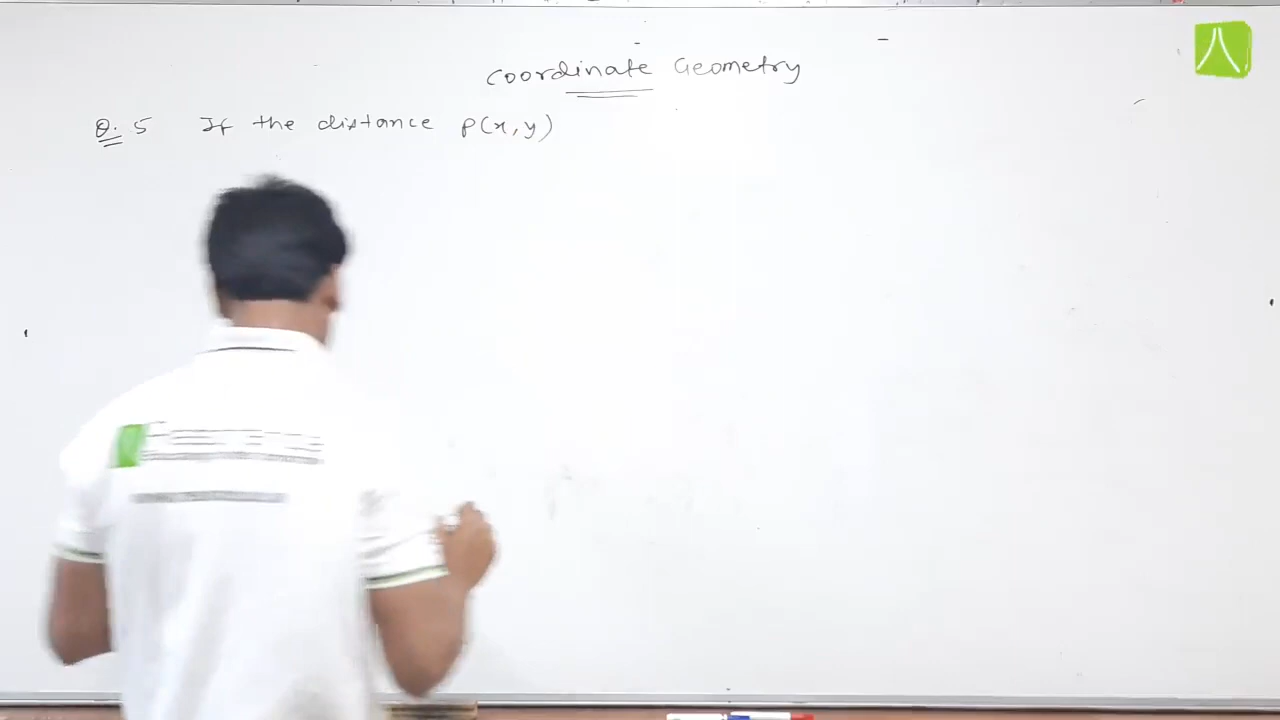 Coordinate Geometry
Q. 5 If the distance P(x, y)